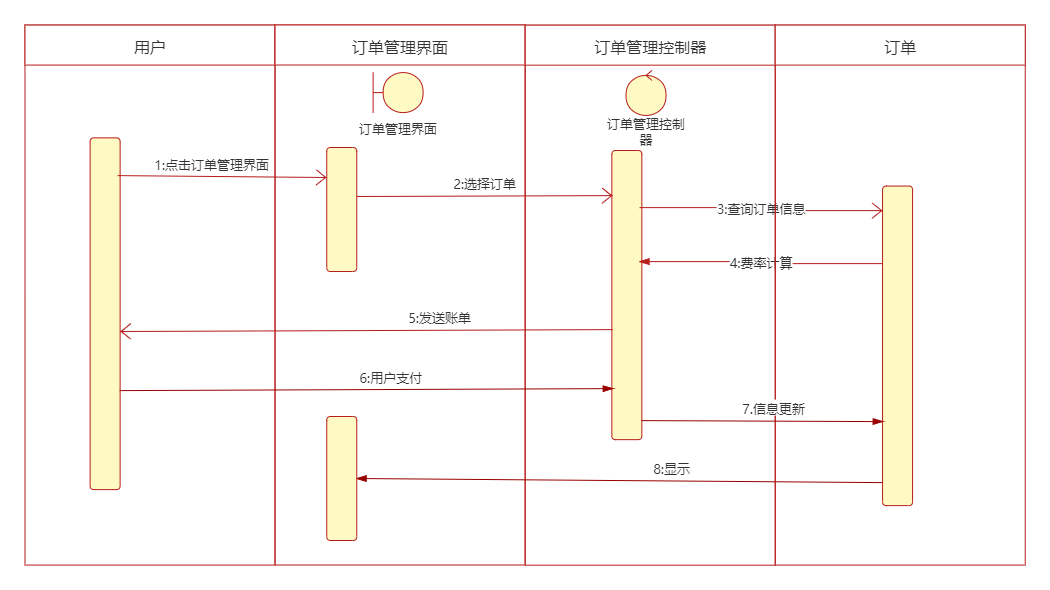 用户
订单管理界面
订单管理控制器
订单
订单管理界面
订单管理控制
器
1:点击订单管理界面
2:选择订单
3:查询订单信息
4:费率计算
5:发送账单
6:用户支付
7.信息更新
8:显示